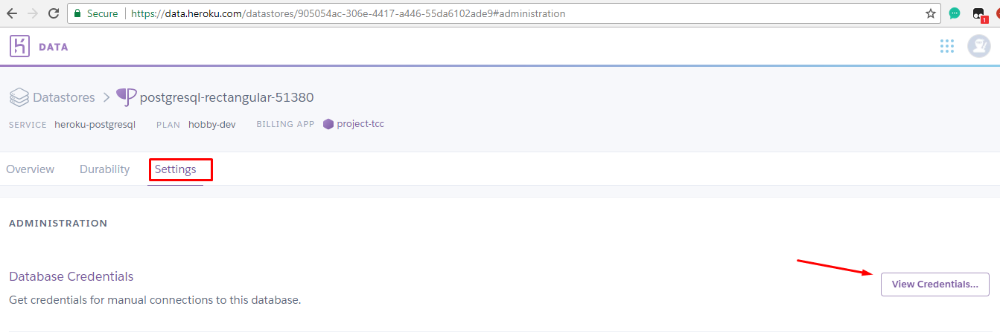 Secure https://data.heroku.com/datastores/905054ac-306e-4417-a446-55da6102ade9#administration
1
DATA
Datastores postgresql-rectangular-51380
SERVICE heroku-postgresql PLAN hobby-dev BILLING APP project-tcc
Overview Durability Settings
ADMINISTRATION
Database Credentials
View Credentials...
Get credentials for manual connections to this database.